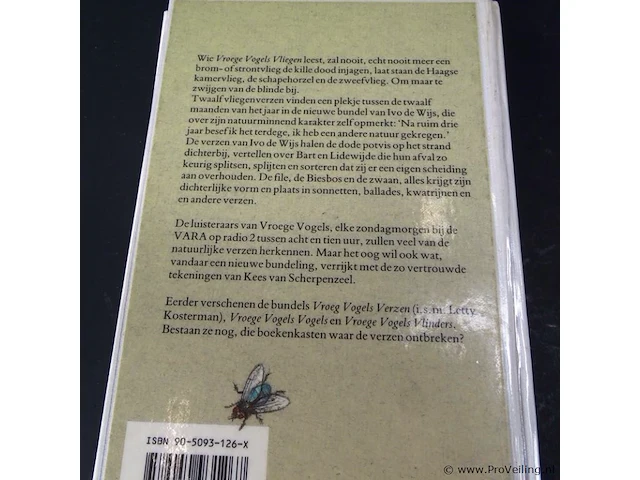 Wie Vroege Vogels Vliegen leest, zal nooit, echt nooit meer een
brom- of strontvlieg de kille dood injagen, laat staan de Haagse
kamervlieg, de schapehorzel en de zweefvlieg. Om maar te
zwijgen van de blinde bij.
Twaalf vliegenverzen vinden een plekje tussen de twaalf
maanden van het jaar in de nieuwe bundel van Ivo de Wijs, die
over zijn natuurminnend karakter zelf opmerkt: ‘Na ruim drie
jaar besef ik het terdege, ik heb een andere natuur gekregen.’
De verzen van Ivo de Wijs halen de dode potvis op het strand
dichterbij, vertellen over Bart en Lidewijde die hun afval zo
keurig splitsen, splijten en sorteren dat zij er een eigen scheiding
aan overhouden. De file, de Biesbos en de zwaan, alles krijgt zijn
dichterlijke vorm en plaats in sonnetten, ballades, kwatrijnen en
en andere verzen.
De luisteraars van Vroege Vogels, elke zondagmorgen bij de
VARA op radio 2 tussen acht en tien uur, zullen veel van de
natuurlijke verzen herkennen. Maar het oog wil ook wat,
vandaar een nieuwe bundeling, verrijkt met de zo vertrouwde
tekeningen van Kees van Scherpenzeel.
Eerder verschenen de bundels Vroeg Vogels Verzen (i.s.m. Letty
Kosterman), Vroege Vogels Vogels en Vroege Vogels Vlinders.
Bestaan ze nog, die boekenkasten waar de verzen ontbreken?
ISBN 90-5093-126-X
© www.ProVeiling.nl